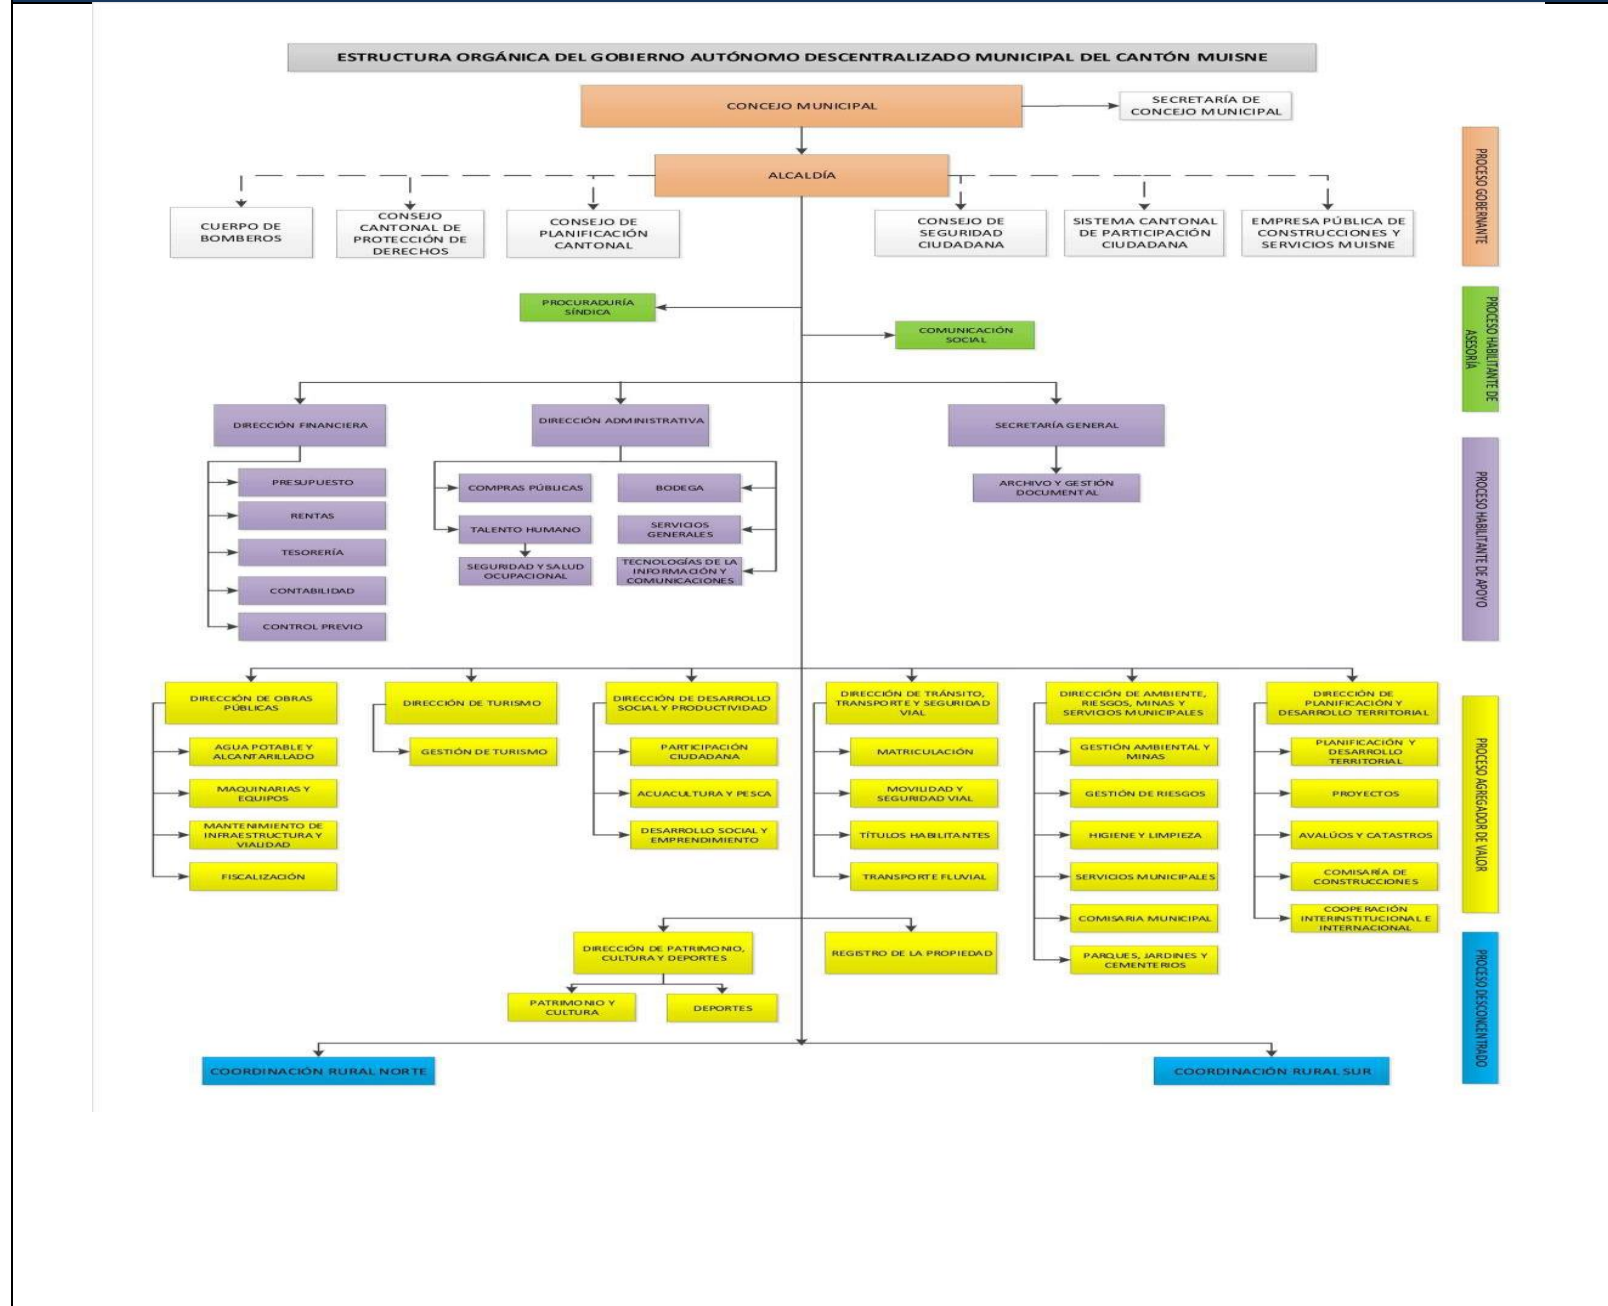 ESTRUCTURA ORGÁNICA DEL GOBIERNO AUTÓNOMO DESCENTRALIZADO MUNICIPAL DEL CANTÓN MUISNE
CONCEJO MUNICIPAL
SECRETARÍA DE
CONCEJO MUNICIPAL
ALCALDÍA
CUERPO DE
BOMBEROS
CONSEJO
CANTONAL DE
PROTECCIÓN DE
DERECHOS
CONSEJO DE
PLANIFICACIÓN
CANTONAL
CONSEJO DE
SEGURIDAD
CIUDADANA
SISTEMA CANTONAL
DE PARTICIPACIÓN
CIUDADANA
EMPRESA PÚBLICA DE
CONSTRUCCIONES Y
SERVICIOS MUISNE
PROCESO GOBERNANTE
PROCURADURÍA
SÍNDICA
COMUNICACIÓN
SOCIAL
PROCESO HABILITANTE DE
ASESORÍA
DIRECCIÓN FINANCIERA
PRESUPUESTO
RENTAS
TESORERÍA
CONTABILIDAD
CONTROL PREVIO
DIRECCIÓN ADMINISTRATIVA
COMPRAS PÚBLICAS
TALENTO HUMANO
SEGURIDAD Y SALUD
OCUPACIONAL
BODEGA
SERVICIOS
GENERALES
TECNOLOGÍAS DE LA
INFORMACIÓN Y
COMUNICACIONES
SECRETARÍA GENERAL
ARCHIVO Y GESTIÓN
DOCUMENTAL
PROCESO HABILITANTE DE APOYO
DIRECCIÓN DE OBRAS
PÚBLICAS
AGUA POTABLE Y
ALCANTARILLADO
MAQUINARIAS Y
EQUIPOS
MANTENIMIENTO DE
INFRAESTRUCTURA Y
VIALIDAD
FISCALIZACIÓN
DIRECCIÓN DE TURISMO
GESTIÓN DE TURISMO
DIRECCIÓN DE DESARROLLO
SOCIAL Y PRODUCTIVIDAD
PARTICIPACIÓN
CIUDADANA
ACUACULTURA Y PESCA
DESARROLLO SOCIAL Y
EMPRENDIMIENTO
DIRECCIÓN DE TRÁNSITO,
TRANSPORTE Y SEGURIDAD
VIAL
MATRICULACIÓN
MOVILIDAD Y
SEGURIDAD VIAL
TÍTULOS HABILITANTES
TRANSPORTE FLUVIAL
DIRECCIÓN DE AMBIENTE,
RIESGOS, MINAS Y
SERVICIOS MUNICIPALES
GESTIÓN AMBIENTAL Y
MINAS
GESTIÓN DE RIESGOS
HIGIENE Y LIMPIEZA
SERVICIOS MUNICIPALES
COMISARIA MUNICIPAL
PARQUES, JARDINES Y
CEMENTERIOS
DIRECCIÓN DE
PLANIFICACIÓN Y
DESARROLLO TERRITORIAL
PLANIFICACIÓN Y
DESARROLLO
TERRITORIAL
PROYECTOS
AVALÚOS Y CATASTROS
COMISARÍA DE
CONSTRUCCIONES
COOPERACIÓN
INTERINSTITUCIONAL E
INTERNACIONAL
PROCESO AGREGADOR DE VALOR
DIRECCIÓN DE PATRIMONIO,
CULTURA Y DEPORTES
PATRIMONIO Y
CULTURA
DEPORTES
REGISTRO DE LA PROPIEDAD
COORDINACIÓN RURAL NORTE
COORDINACIÓN RURAL SUR
PROCESO DESCONCENTRADO